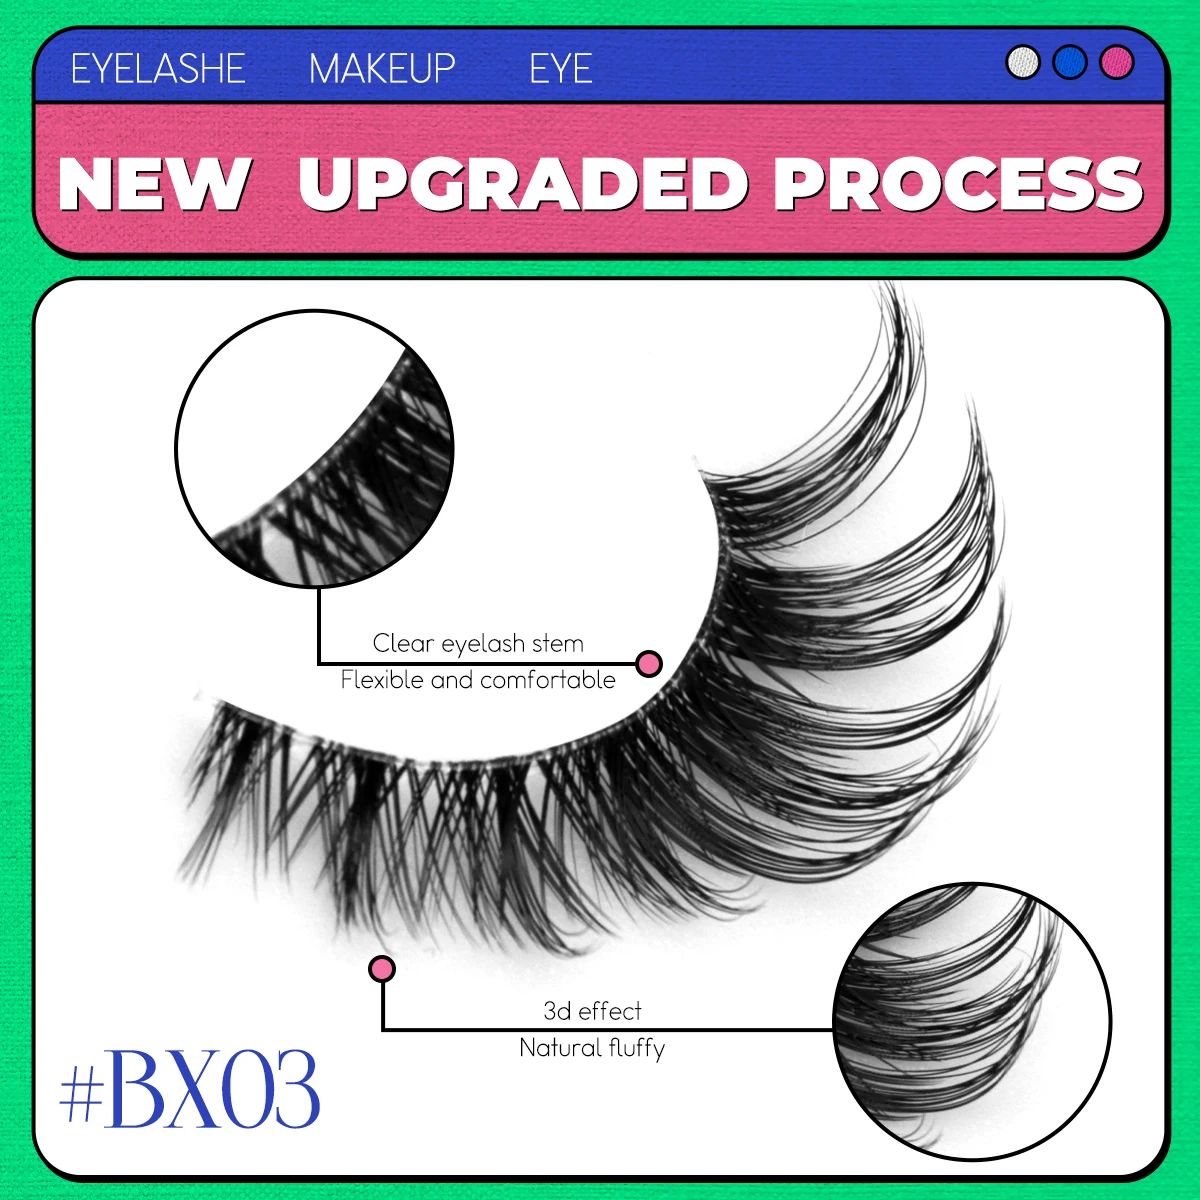 EYELASHE MAKEUP EYE
NEW UPGRADED PROCESS
Clear eyelash stem
Flexible and comfortable
3d effect
Natural fluffy
#BX03